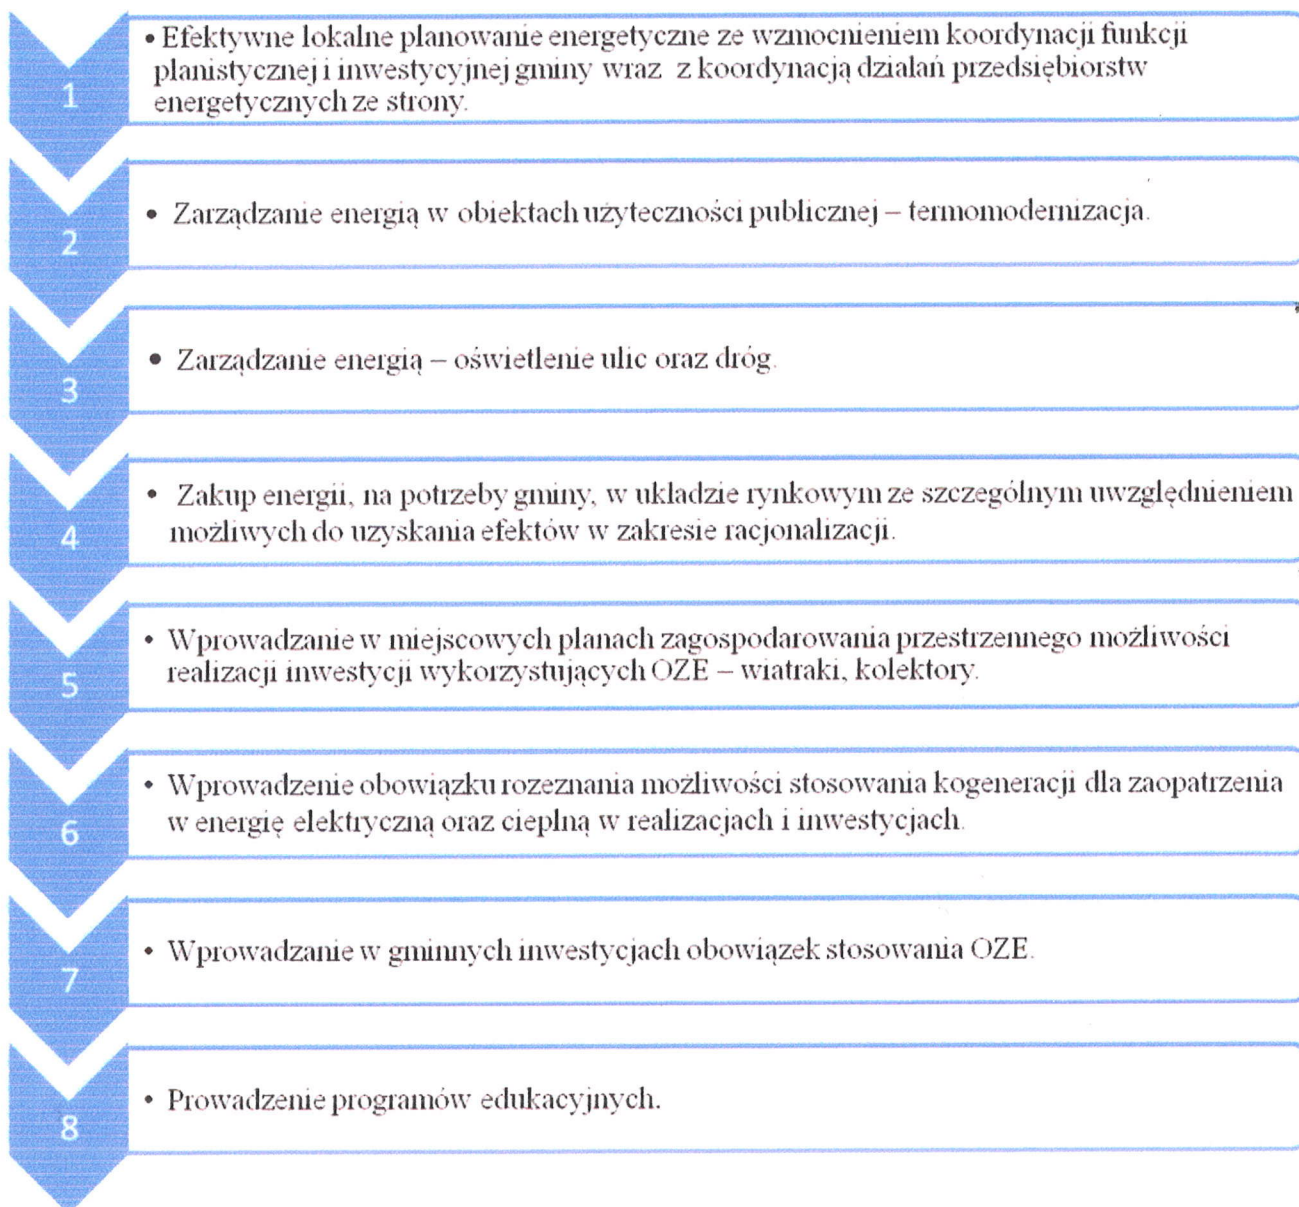 • Efektywne lokalne planowanie energetyczne ze wzmocnieniem koordynacji funkcji
planistycznej i inwestycyjnej gminy wraz z koordynacją działań przedsiębiorstw
1
energetycznych ze strony.
• Zarządzanie energią w obiektach użyteczności publicznej – termomodernizacja.
2
• Zarządzanie energią – oświetlenie ulic oraz dróg.
3
• Zakup energii, na potrzeby gminy, w układzie rynkowym ze szczególnym uwzględnieniem
możliwych do uzyskania efektów w zakresie racjonalizacji.
4
• Wprowadzanie w miejscowych planach zagospodarowania przestrzennego możliwości
realizacji inwestycji wykorzystujących OZE – wiatraki, kolektory.
5
• Wprowadzenie obowiązku rozeznania możliwości stosowania kogeneracji dla zaopatrzenia
w energię elektryczną oraz cieplną w realizacjach i inwestycjach.
6
• Wprowadzanie w gminnych inwestycjach obowiązek stosowania OZE.
7
• Prowadzenie programów edukacyjnych.
8